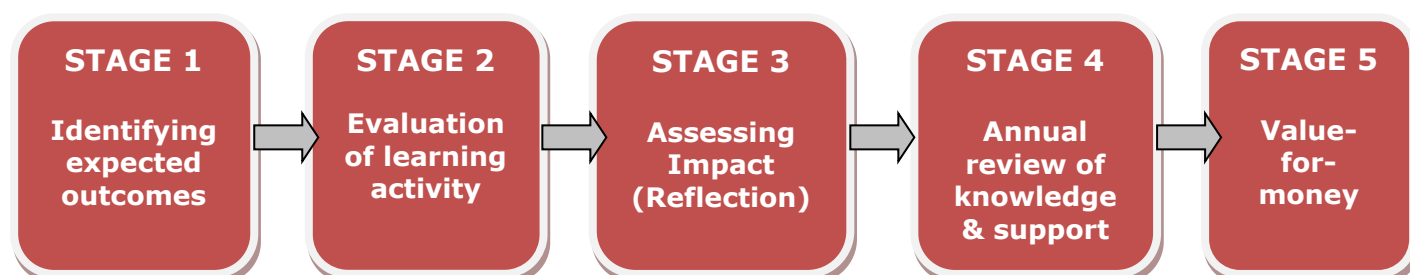 STAGE 1
Identifying
expected
outcomes
STAGE 2
Evaluation
of learning
activity
STAGE 3
Assessing
Impact
(Reflection)
STAGE 4
Annual
review of
knowledge
& support
STAGE 5
Value-
for-
money